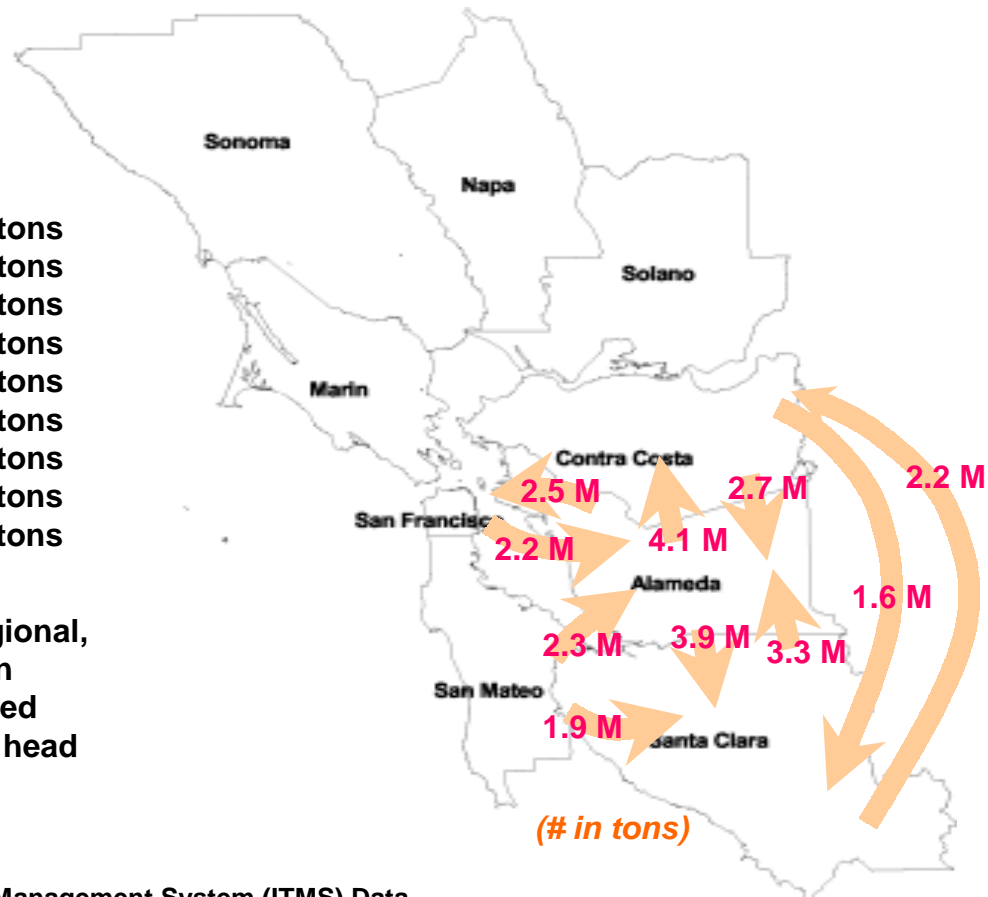 Sonoma
Napa
tons
tons
Solano
tons
tons
tons
Marin
tons
tons
Contra Costa
2.2 M
2.5 M
2.7 M
tons
San Francisco
tons
2.2 M
4.1 M
Alameda
1.6 M
gional,
2.3 M
3.9 M
3.3 M
n
San Mateo
ed
1.9 M
Santa Clara
head
(# in tons)
Management System (ITMS) Data